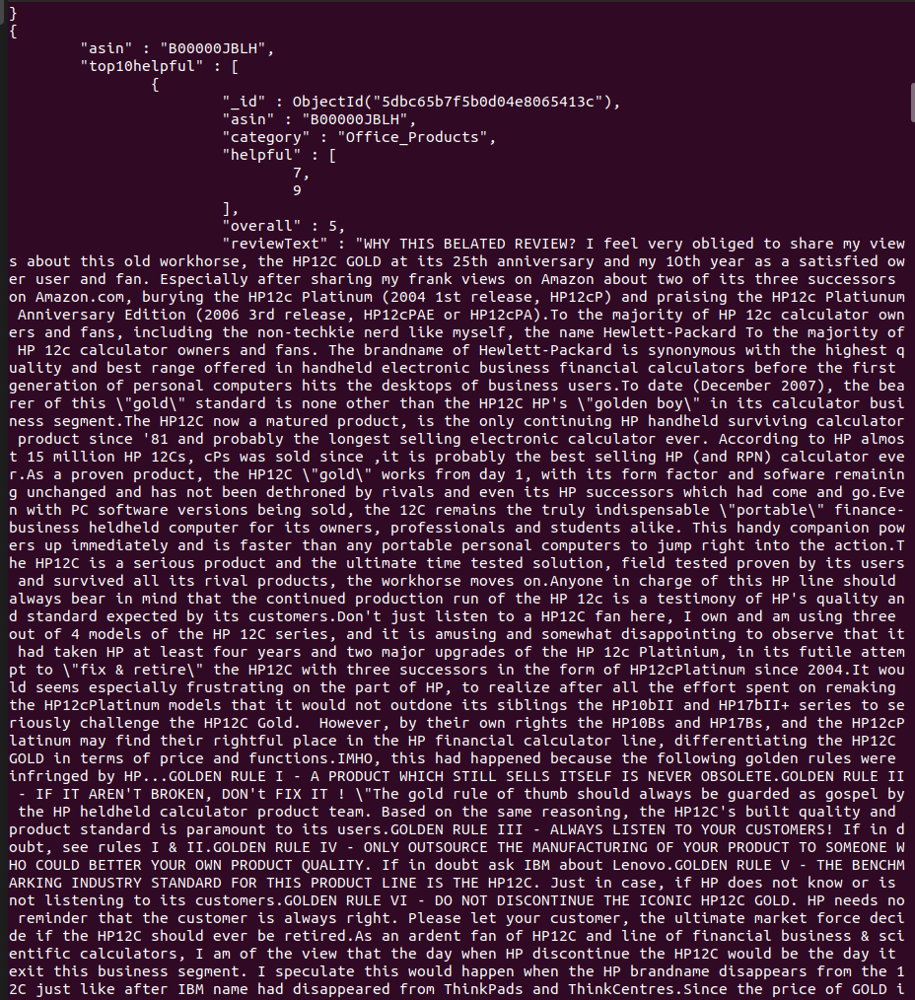 }
{
"asin" : "B00000JBLH",
"top10helpful" : [
{
"_id" : ObjectId("5dbc65b7f5b0d04e8065413c"),
"asin" : "B00000JBLH",
"category" : "Office_Products",
"helpful" : [
7,
9
],
"overall" : 5,
"reviewText" : "WHY THIS BELATED REVIEW? I feel very obliged to share my view
s about this old workhorse, the HP12C GOLD at its 25th anniversary and my 1Oth year as a satisfied ow
er user and fan. Especially after sharing my frank views on Amazon about two of its three successors
on Amazon.com, burying the HP12c Platinum (2004 1st release, HP12cP) and praising the HP12c Platiunum
Anniversary Edition (2006 3rd release, HP12cPAE or HP12cPA).To the majority of HP 12c calculator own
ers and fans, including the non-techkie nerd like myself, the name Hewlett-Packard To the majority of
HP 12c calculator owners and fans. The brandname of Hewlett-Packard is synonymous with the highest q
uality and best range offered in handheld electronic business financial calculators before the first
generation of personal computers hits the desktops of business users.To date (December 2007), the bea
rer of this \"gold\" standard is none other than the HP12C HP's \"golden boy\" in its calculator busi
ness segment.The HP12C now a matured product, is the only continuing HP handheld surviving calculator
product since '81 and probably the longest selling electronic calculator ever. According to HP almos
t 15 million HP 12Cs, cPs was sold since ,it is probably the best selling HP (and RPN) calculator eve
r.As a proven product, the HP12C \"gold\" works from day 1, with its form factor and sofware remainin
g unchanged and has not been dethroned by rivals and even its HP successors which had come and go.Eve
n with PC software versions being sold, the 12C remains the truly indispensable \"portable\" finance-
business heldheld computer for its owners, professionals and students alike. This handy companion pow
ers up immediately and is faster than any portable personal computers to jump right into the action.T
he HP12C is a serious product and the ultimate time tested solution, field tested proven by its users
and survived all its rival products, the workhorse moves on.Anyone in charge of this HP line should
always bear in mind that the continued production run of the HP 12c is a testimony of HP's quality an
d standard expected by its customers.Don't just listen to a HP12C fan here, I own and am using three
out of 4 models of the HP 12C series, and it is amusing and somewhat disappointing to observe that it
had taken HP at least four years and two major upgrades of the HP 12c Platinium, in its futile attem
pt to \"fix & retire\" the HP12C with three successors in the form of HP12cPlatinum since 2004.It wou
ld seems especially frustrating on the part of HP, to realize after all the effort spent on remaking
the HP12cPlatinum models that it would not outdone its siblings the HP10bII and HP17bII+ series to se
riously challenge the HP12C Gold.  However, by their own rights the HP10Bs and HP17Bs, and the HP12cP
latinum may find their rightful place in the HP financial calculator line, differentiating the HP12C
GOLD in terms of price and functions.IMHO, this had happened because the following golden rules were
infringed by HP...GOLDEN RULE I - A PRODUCT WHICH STILL SELLS ITSELF IS NEVER OBSOLETE.GOLDEN RULE II
- IF IT AREN'T BROKEN, DON't FIX IT ! \"The gold rule of thumb should always be guarded as gospel by
the HP heldheld calculator product team. Based on the same reasoning, the HP12C's built quality and
product standard is paramount to its users.GOLDEN RULE III - ALWAYS LISTEN TO YOUR CUSTOMERS! If in d
oubt, see rules I & II.GOLDEN RULE IV - ONLY OUTSOURCE THE MANUFACTURING OF YOUR PRODUCT TO SOMEONE W
HO COULD BETTER YOUR OWN PRODUCT QUALITY. If in doubt ask IBM about Lenovo.GOLDEN RULE V - THE BENCHM
ARKING INDUSTRY STANDARD FOR THIS PRODUCT LINE IS THE HP12C. Just in case, if HP does not know or is
not listening to its customers.GOLDEN RULE VI - DO NOT DISCONTINUE THE ICONIC HP12C GOLD. HP needs no
reminder that the customer is always right. Please let your customer, the ultimate market force deci
de if the HP12C should ever be retired.As an ardent fan of HP12C and line of financial business & sci
entific calculators, I am of the view that the day when HP discontinue the HP12C would be the day it
exit this business segment. I speculate this would happen when the HP brandname disappears from the 1
2C just like after IBM name had disappeared from ThinkPads and ThinkCentres.Since the price of GOLD i